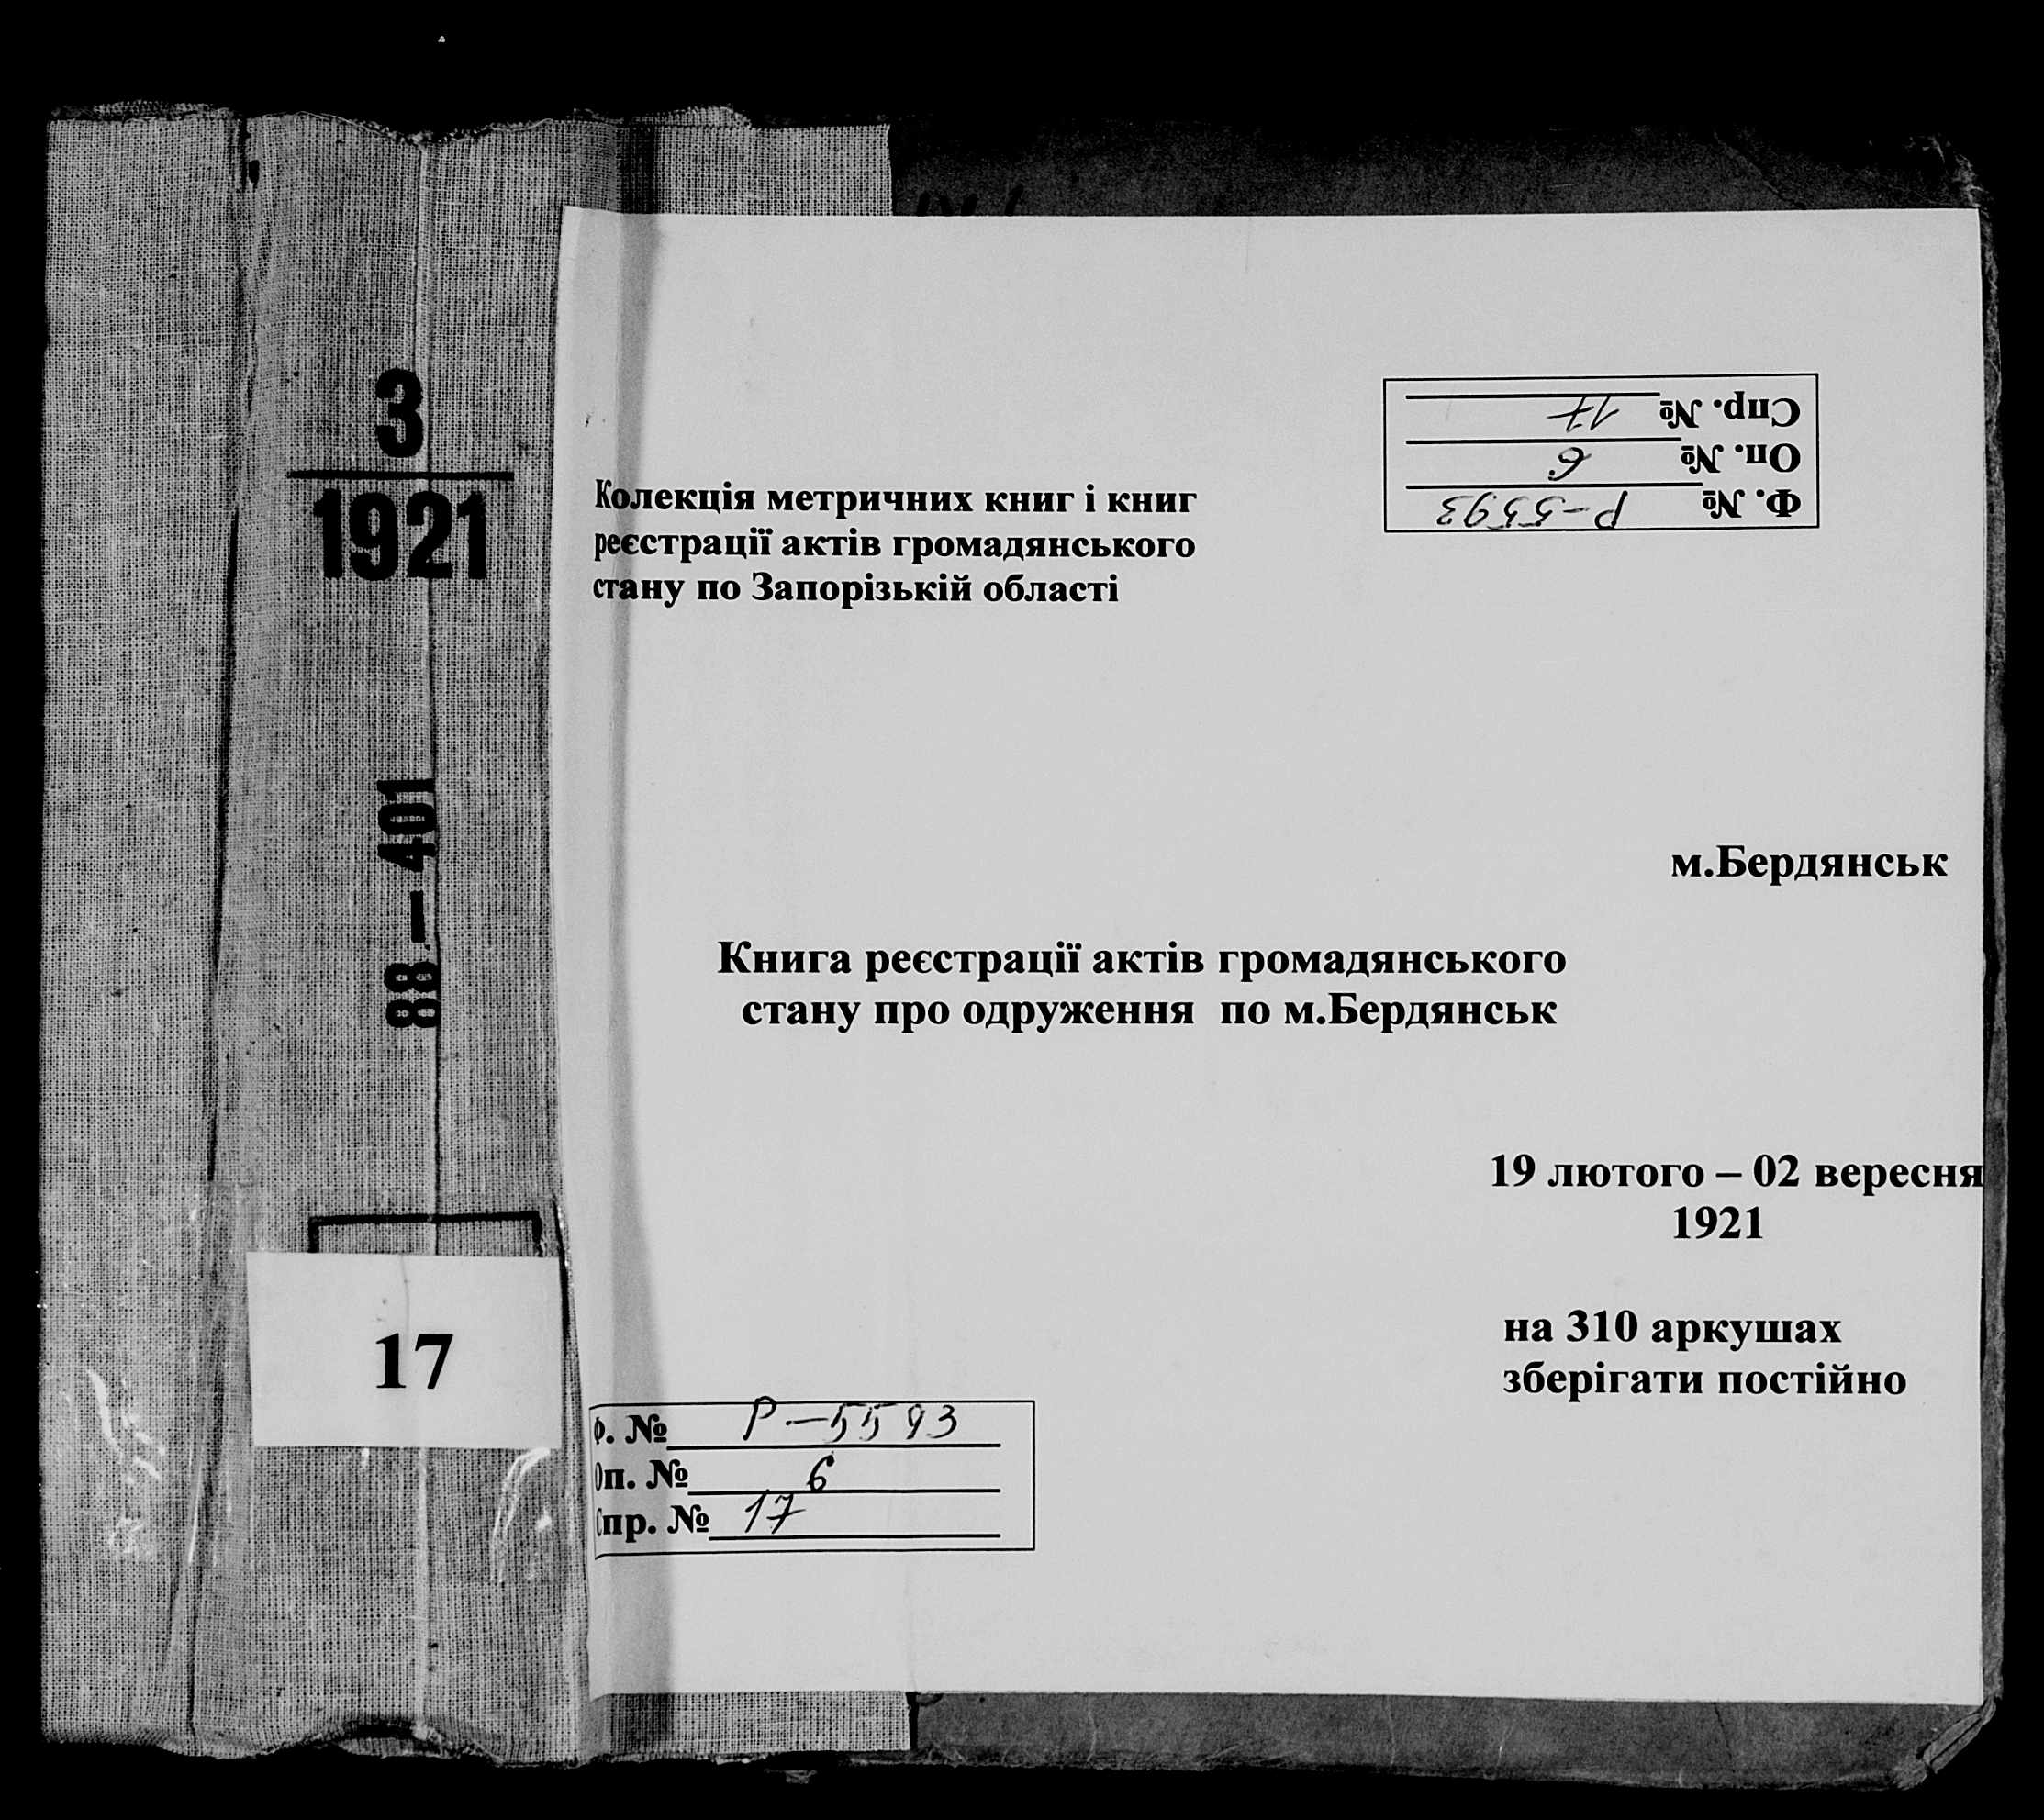 3
1921
88-401
17
Колекція метричних книг і книг
реєстрації актів громадянського
стану по Запорізькій області
Ф. № Р-5593
Оп. № 6
Спр. № 17
м.Бердянськ
Книга реєстрації актів громадянського
стану про одруження по м.Бердянськ
19 лютого – 02 вересня
1921
на 310 аркушах
зберігати постійно
Ф. № Р-5593
Оп. № 6
Спр. № 17